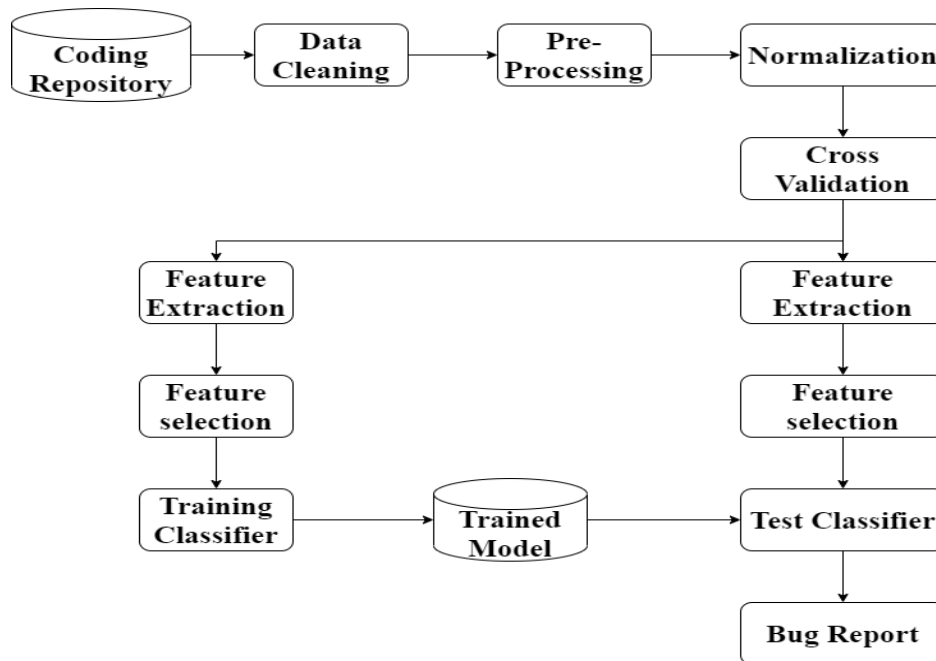 Coding
Repository
Data
Cleaning
Pre-
Processing
Normalization
Cross
Validation
Feature
Extraction
Feature
Extraction
Feature
selection
Feature
selection
Training
Classifier
Trained
Model
Test Classifier
Bug Report